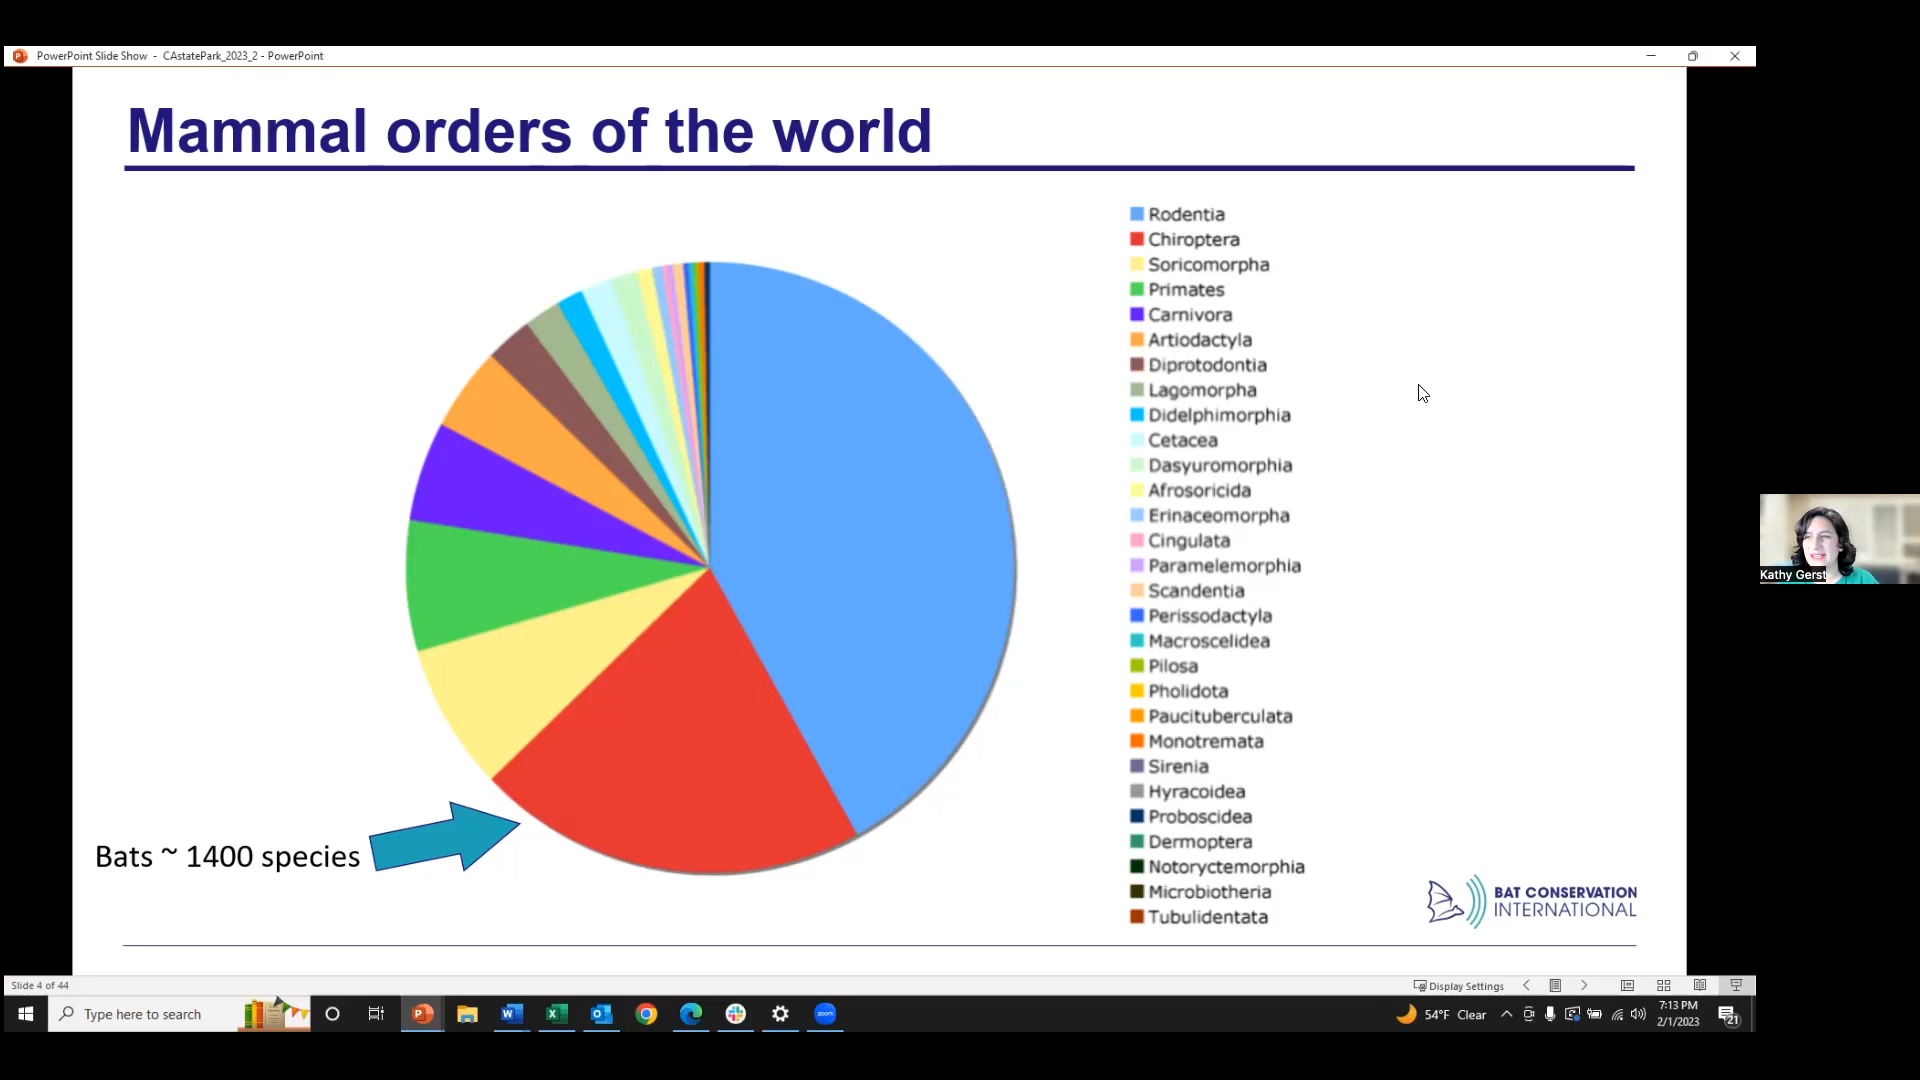 PowerPoint Slide Show - CAstatePark_2023_2 - PowerPoint
Mammal orders of the world
Rodentia
Chiroptera
Soricomorpha
Primates
Carnivora
Artiodactyla
Diprotodontia
Lagomorpha
Didelphimorphia
Cetacea
Dasyuromorphia
Afrosoricida
Erinaceomorpha
Cingulata
Paramelemorphia
Scandentia
Perissodactyla
Macroscelidea
Pilosa
Pholidota
Paucituberculata
Monotremata
Sirenia
Hyracoidea
Proboscidea
Dermoptera
Notoryctemorphia
Microbiotheria
Tubulidentata
Bats ~ 1400 species
BAT CONSERVATION
INTERNATIONAL
Kathy Gerst
Slide 4 of 44
Display Settings
Type here to search
zoom
54°F Clear
7:13 PM
2/1/2023
21